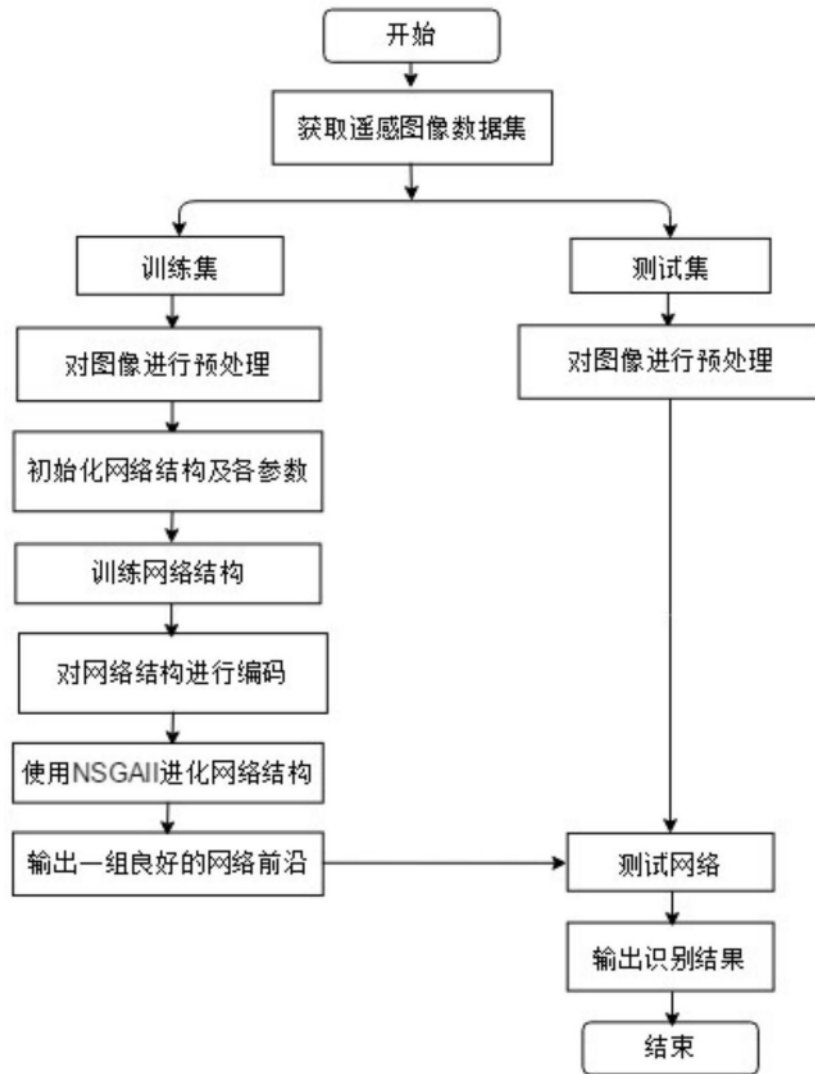 开始
获取遥感图像数据集
训练集
测试集
对图像进行预处理
对图像进行预处理
初始化网络结构及各参数
训练网络结构
对网络结构进行编码
使用NSGAII进化网络结构
输出一组良好的网络前沿
测试网络
输出识别结果
结束